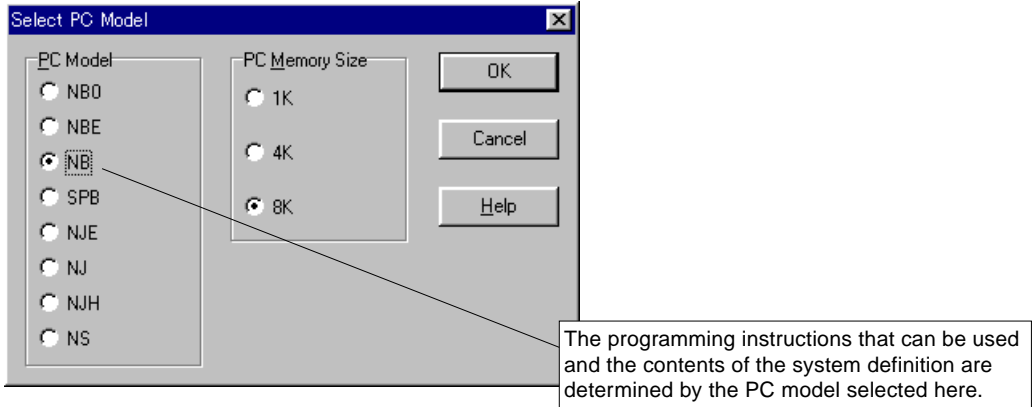 Select PC Model
PC Model
NB0
NBE
NB
SPB
NJE
NJ
NJH
NS
PC Memory Size
1K
4K
8K
OK
Cancel
Help
The programming instructions that can be used
and the contents of the system definition are
determined by the PC model selected here.